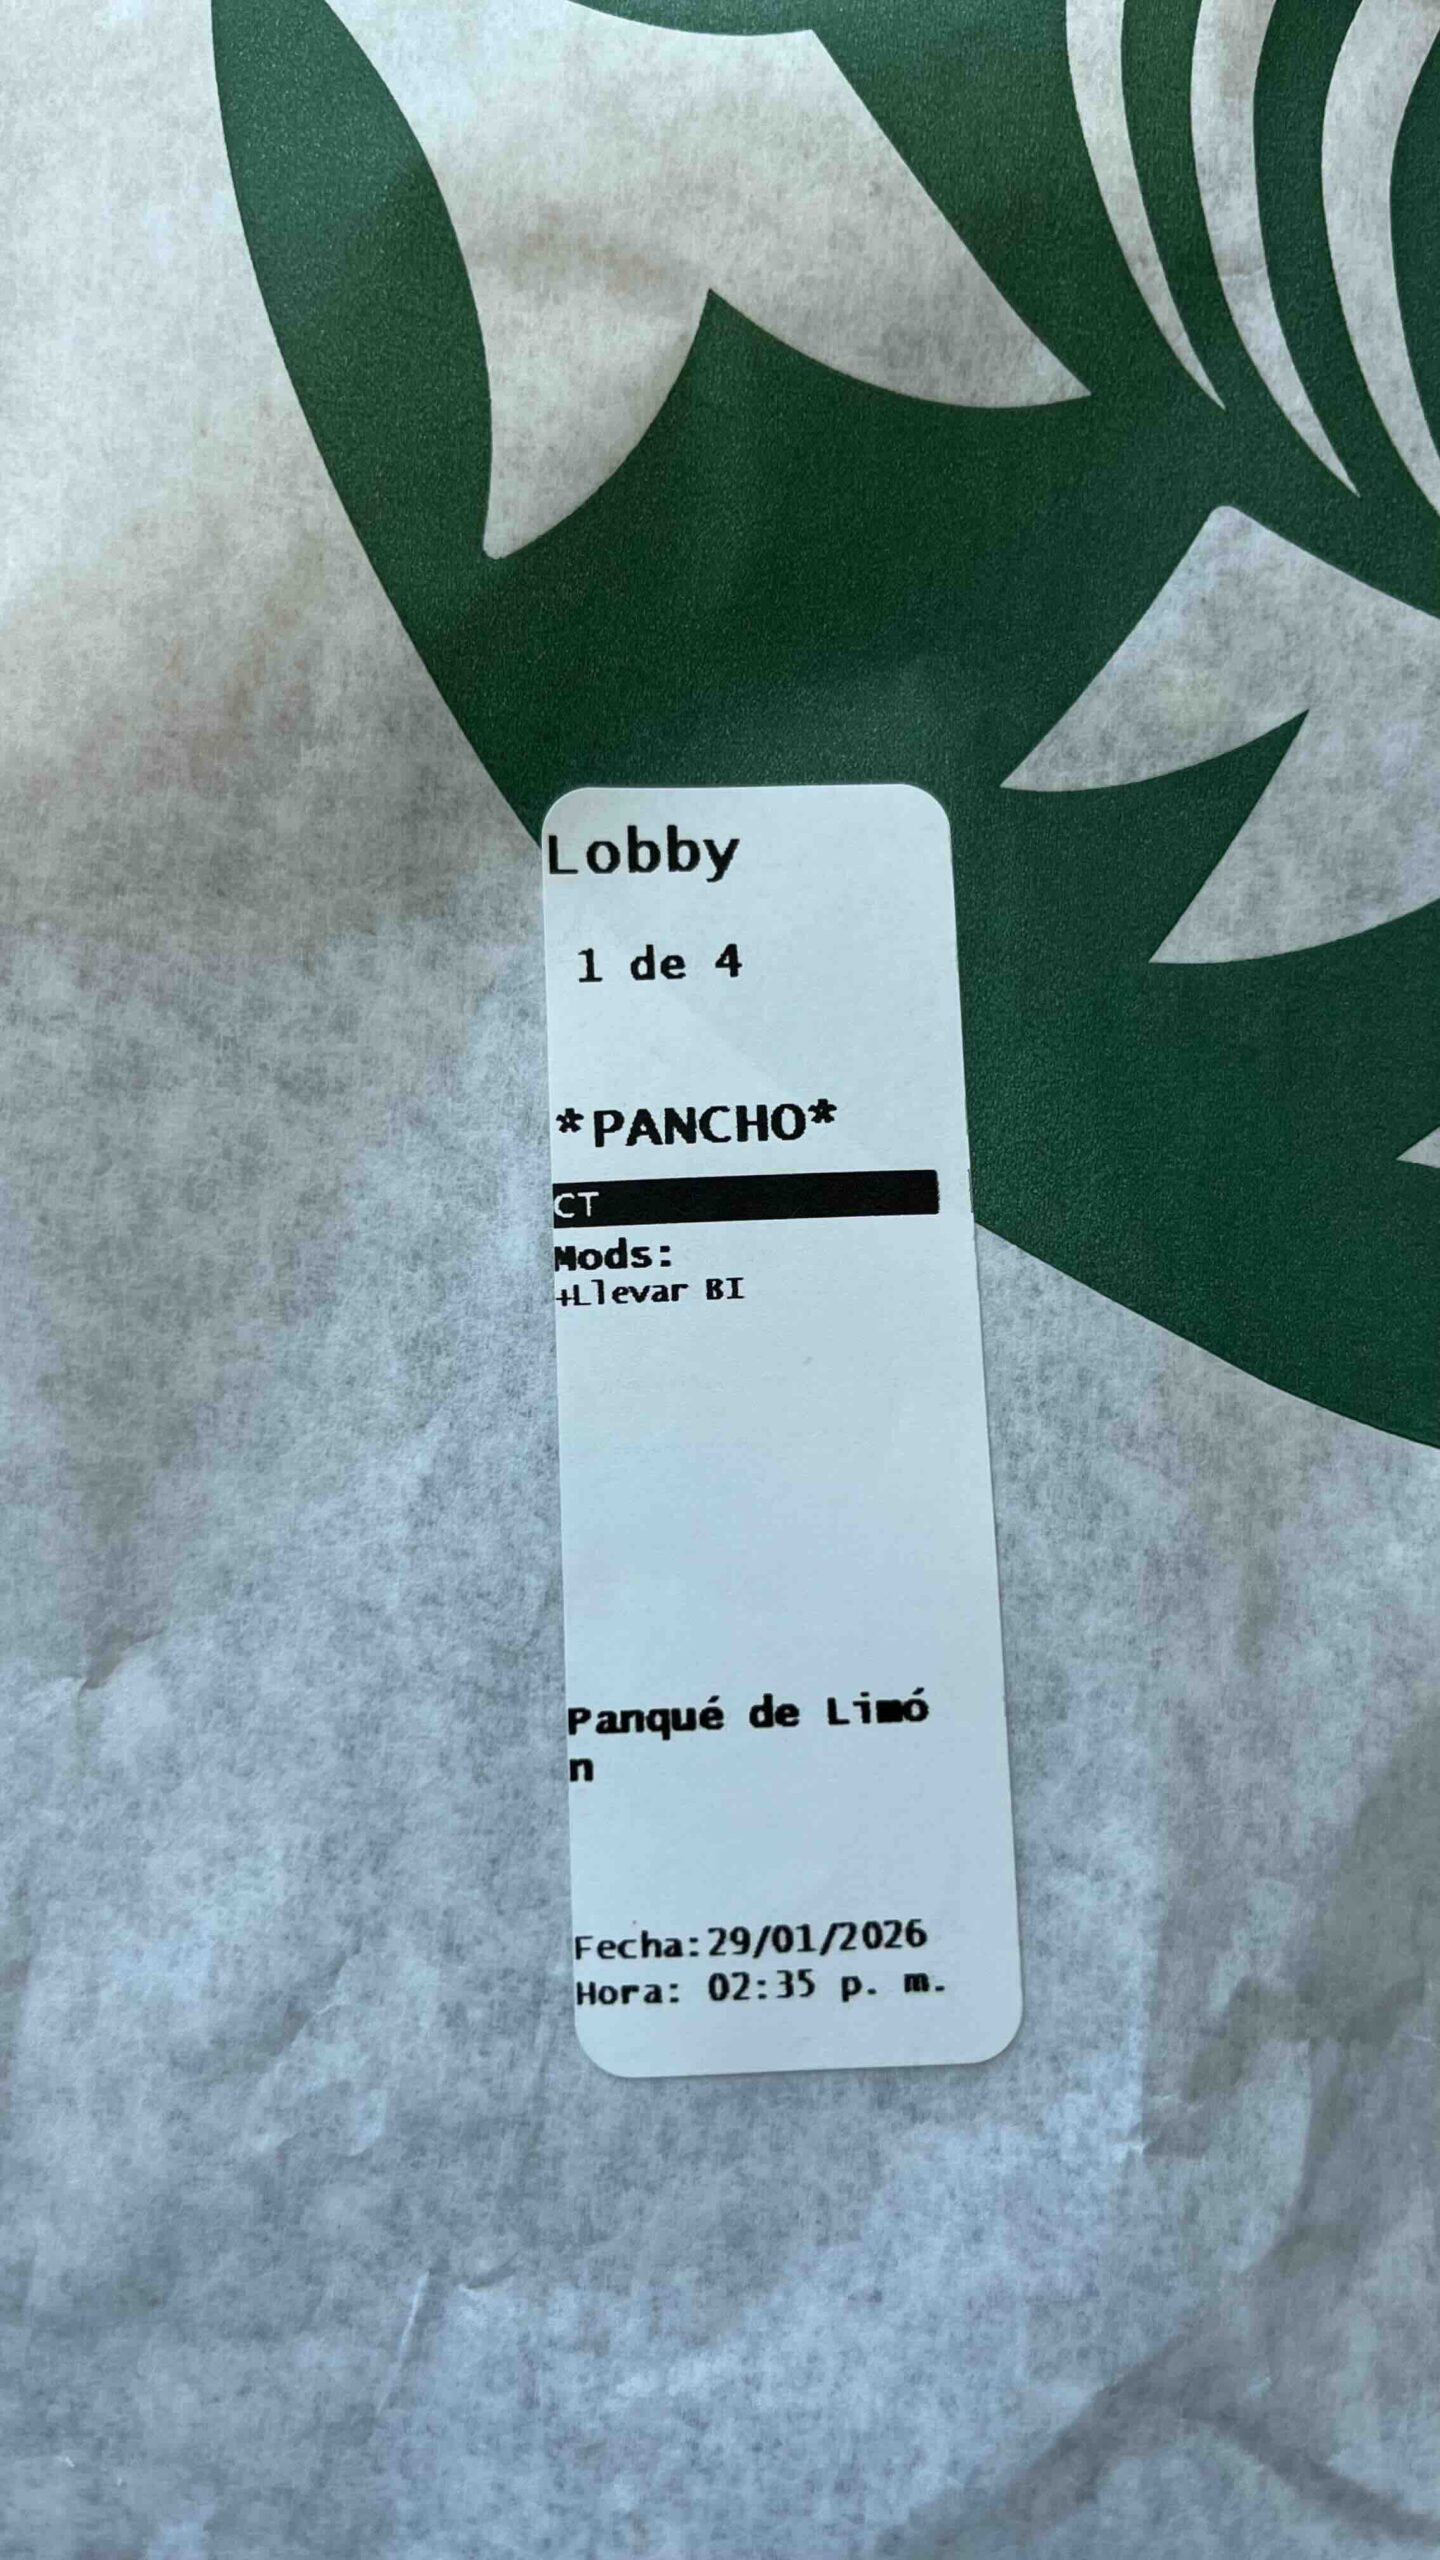 Lobby
1 de 4
*PANCHO*
CT
Mods:
+Llevar BI
Panqué de Limó
n
Fecha:29/01/2026
Hora: 02:35 p. m.